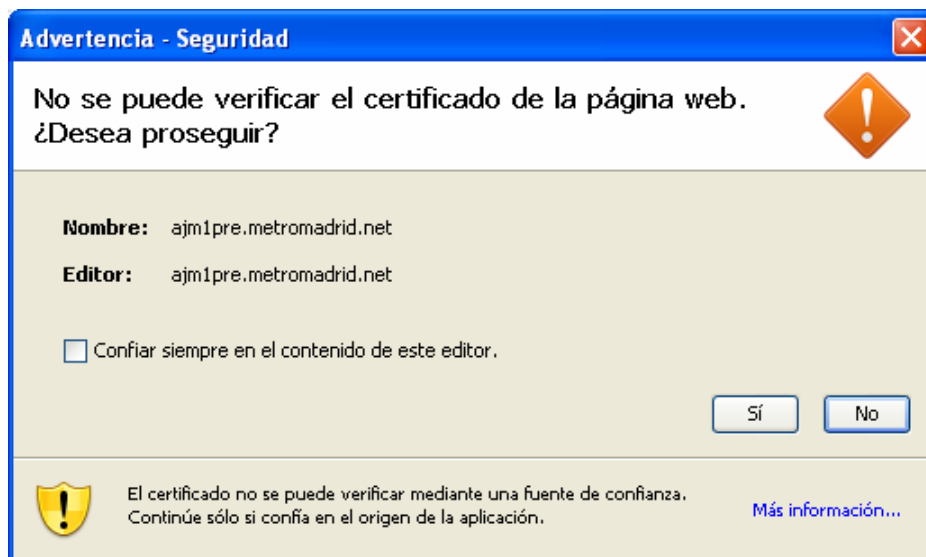 Advertencia - Seguridad
No se puede verificar el certificado de la página web.
¿Desea proseguir?
Nombre: ajm1pre.metromadrid.net
Editor: ajm1pre.metromadrid.net
Confiar siempre en el contenido de este editor.
Sí No
El certificado no se puede verificar mediante una fuente de confianza.
Continúe sólo si confía en el origen de la aplicación.
Más información...